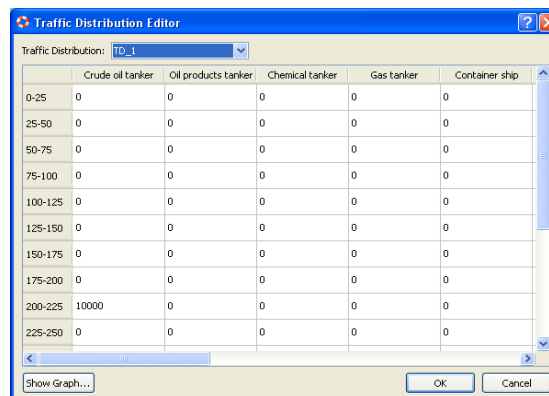 Traffic Distribution Editor
Traffic Distribution: TD_1
Crude oil tanker Oil products tanker Chemical tanker Gas tanker Container ship
0-25 0 0 0 0 0
25-50 0 0 0 0 0
50-75 0 0 0 0 0
75-100 0 0 0 0 0
100-125 0 0 0 0 0
125-150 0 0 0 0 0
150-175 0 0 0 0 0
175-200 0 0 0 0 0
200-225 10000 0 0 0 0
225-250 0 0 0 0 0
Show Graph... OK Cancel